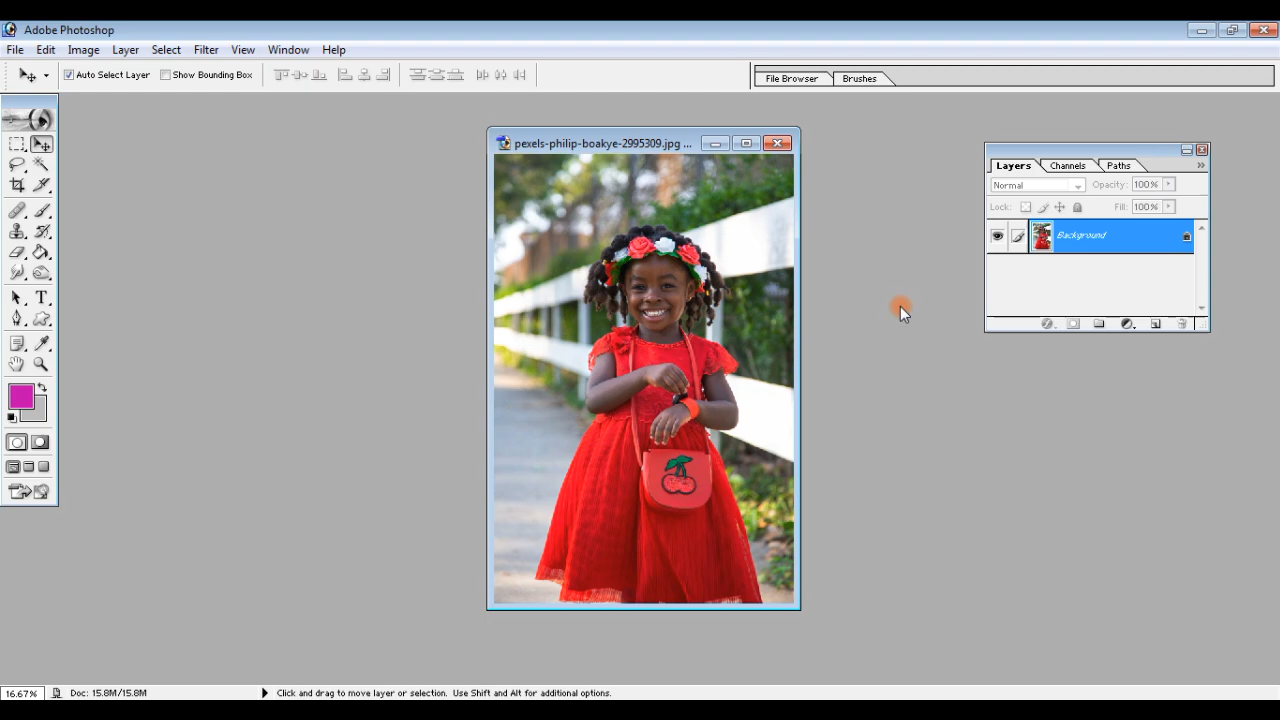 Adobe Photoshop
File Edit Image Layer Select Filter View Window Help
Auto Select Layer Show Bounding Box File Browser Brushes
pexels-philip-boakye-2995309.jpg ...
Layers Channels Paths
Normal Opacity: 100%
Lock: Fill: 100%
Background
16.67% Doc: 15.8M/15.8M Click and drag to move layer or selection. Use Shift and Alt for additional options.